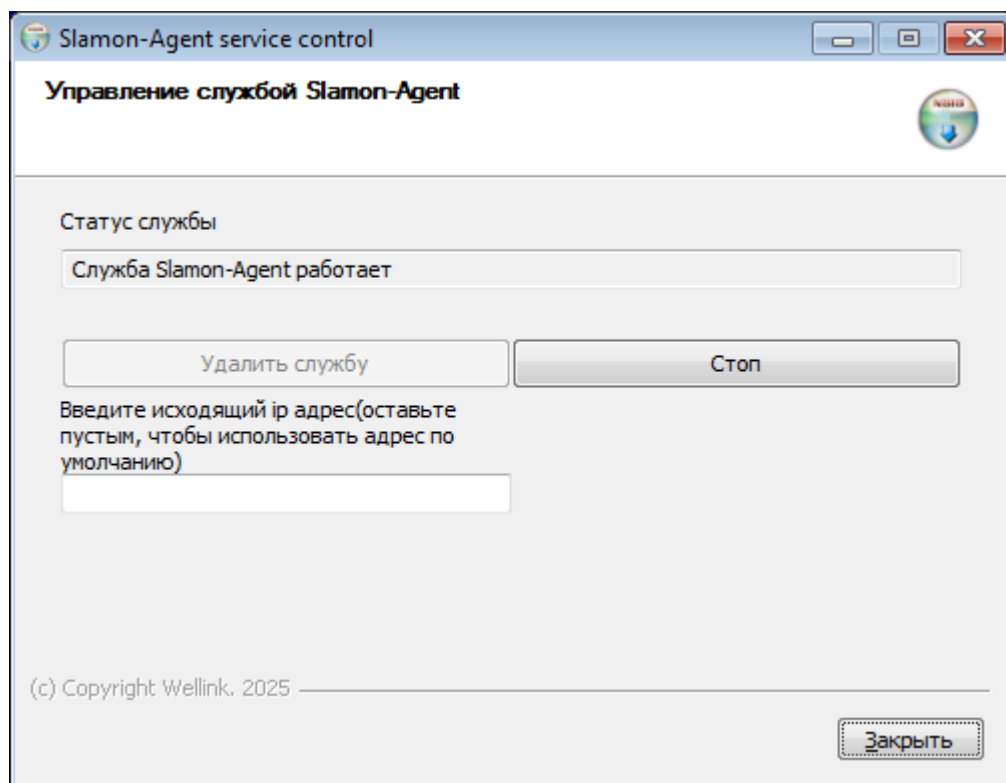 Slamon-Agent service control
Управление службой Slamon-Agent
Статус службы
Служба Slamon-Agent работает
Удалить службу
Стоп
Введите исходящий ip адрес(оставьте
пустым, чтобы использовать адрес по
умолчанию)
(c) Copyright Wellink. 2025
Закрыть